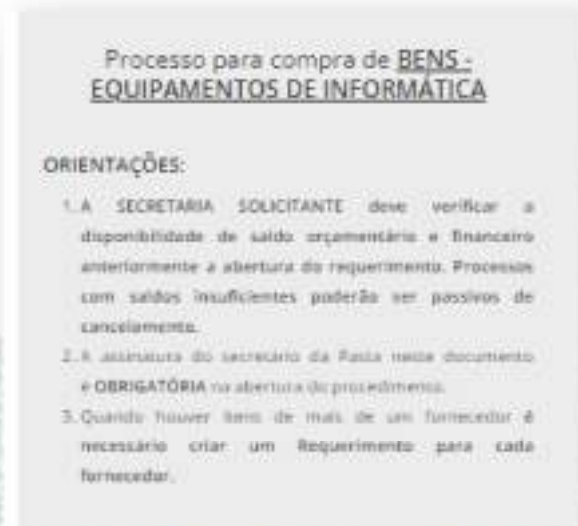 Processo para compra de BENS -
EQUIPAMENTOS DE INFORMÁTICA
ORIENTAÇÕES:
1. A SECRETARIA SOLICITANTE deve verificar a
disponibilidade de saldo orçamentário e financeiro
anteriormente a abertura do requerimento. Processos
com saldos insuficientes poderão ser passivos de
cancelamento.
2. A assinatura do secretário da Pasta neste documento
é OBRIGATÓRIA na abertura do procedimento.
3. Quando houver itens de mais de um fornecedor é
necessário criar um Requerimento para cada
fornecedor.